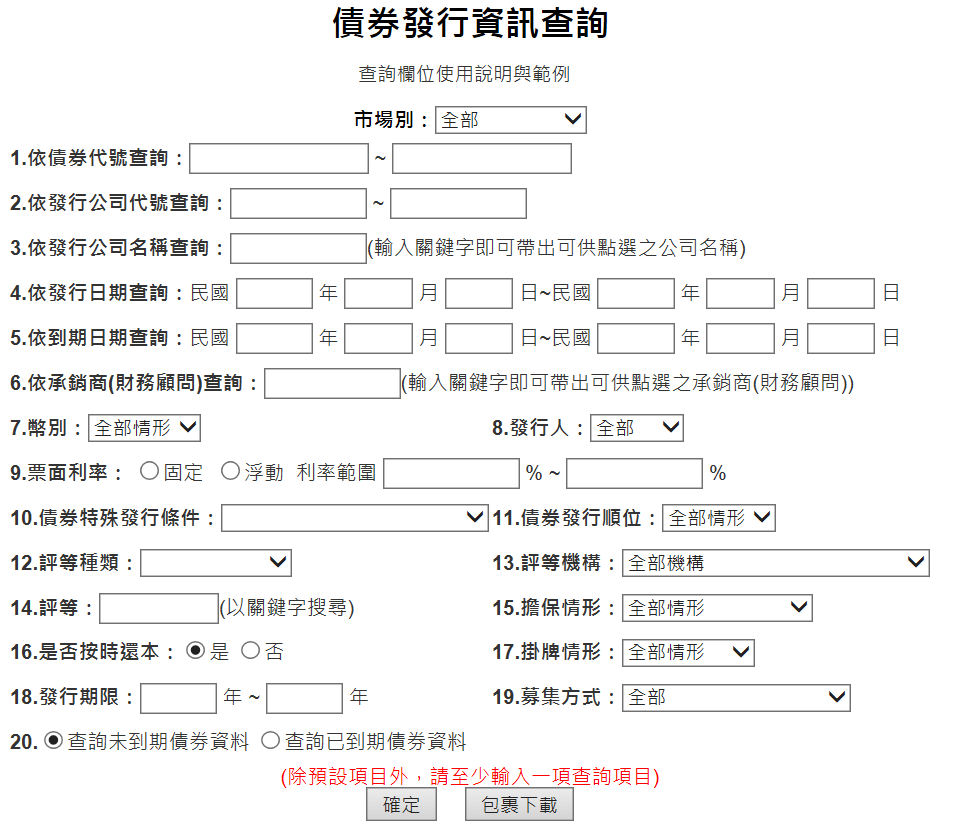 債券發行資訊查詢
查詢欄位使用說明與範例
市場別：全部
1.依債券代號查詢： ~
2.依發行公司代號查詢： ~
3.依發行公司名稱查詢： (輸入關鍵字即可帶出可供點選之公司名稱)
4.依發行日期查詢：民國 年 月 日~民國 年 月 日
5.依到期日期查詢：民國 年 月 日~民國 年 月 日
6.依承銷商(財務顧問)查詢： (輸入關鍵字即可帶出可供點選之承銷商(財務顧問))
7.幣別：全部情形 8.發行人：全部
9.票面利率： 固定 浮動 利率範圍 % ~ %
10.債券特殊發行條件： 11.債券發行順位：全部情形
12.評等種類： 13.評等機構：全部機構
14.評等： (以關鍵字搜尋) 15.擔保情形：全部情形
16.是否按時還本： 是 否 17.掛牌情形：全部情形
18.發行期限： 年 ~ 年 19.募集方式：全部
20. 查詢未到期債券資料 查詢已到期債券資料
(除預設項目外，請至少輸入一項查詢項目)
確定 包裹下載